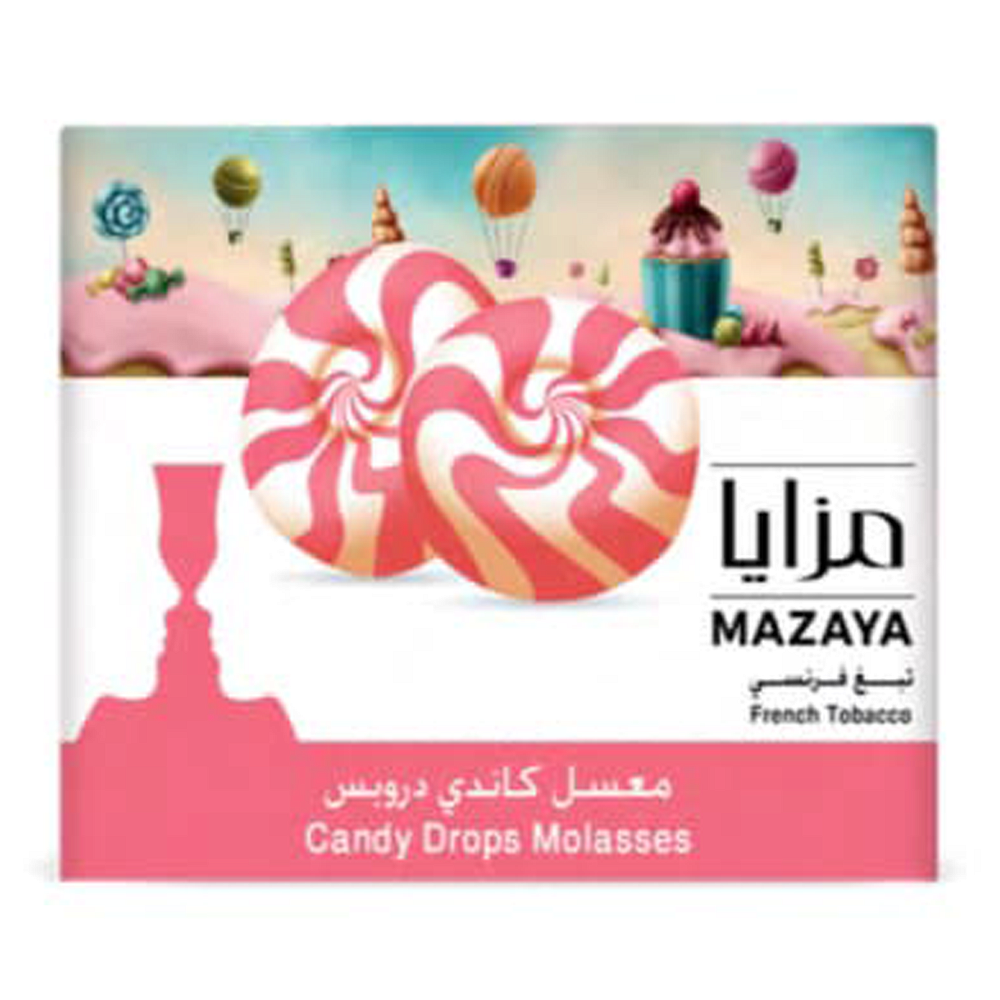 مزايا
MAZAYA
تبغ فرنسي
French Tobacco
معسل كاندي دروبس
Candy Drops Molasses